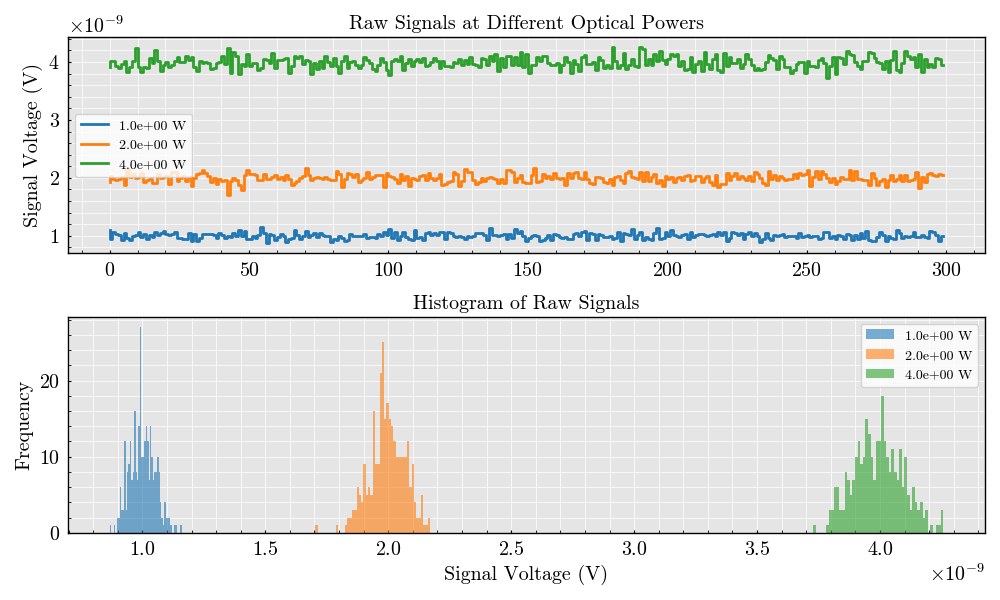 Raw Signals at Different Optical Powers
×10⁻⁹
Signal Voltage (V)
4
3
2
1
1.0e+00 W
2.0e+00 W
4.0e+00 W
0 50 100 150 200 250 300
Histogram of Raw Signals
Frequency
20
10
0
1.0e+00 W
2.0e+00 W
4.0e+00 W
1.0 1.5 2.0 2.5 3.0 3.5 4.0
Signal Voltage (V)
×10⁻⁹